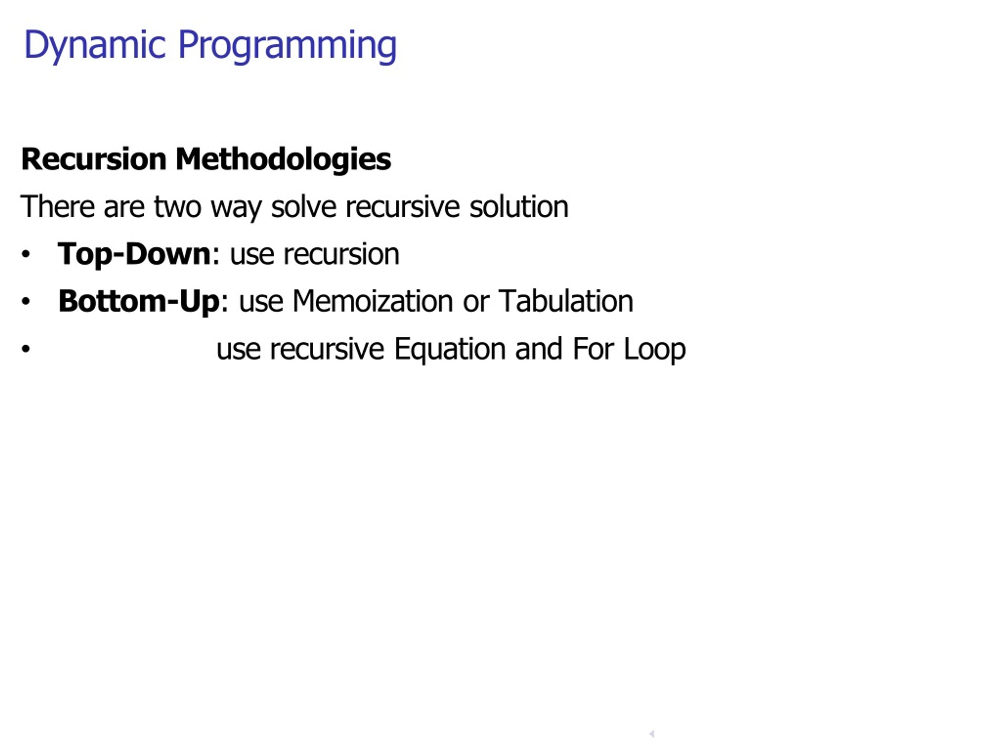 Dynamic Programming
Recursion Methodologies
There are two way solve recursive solution
• Top-Down: use recursion
• Bottom-Up: use Memoization or Tabulation
• use recursive Equation and For Loop